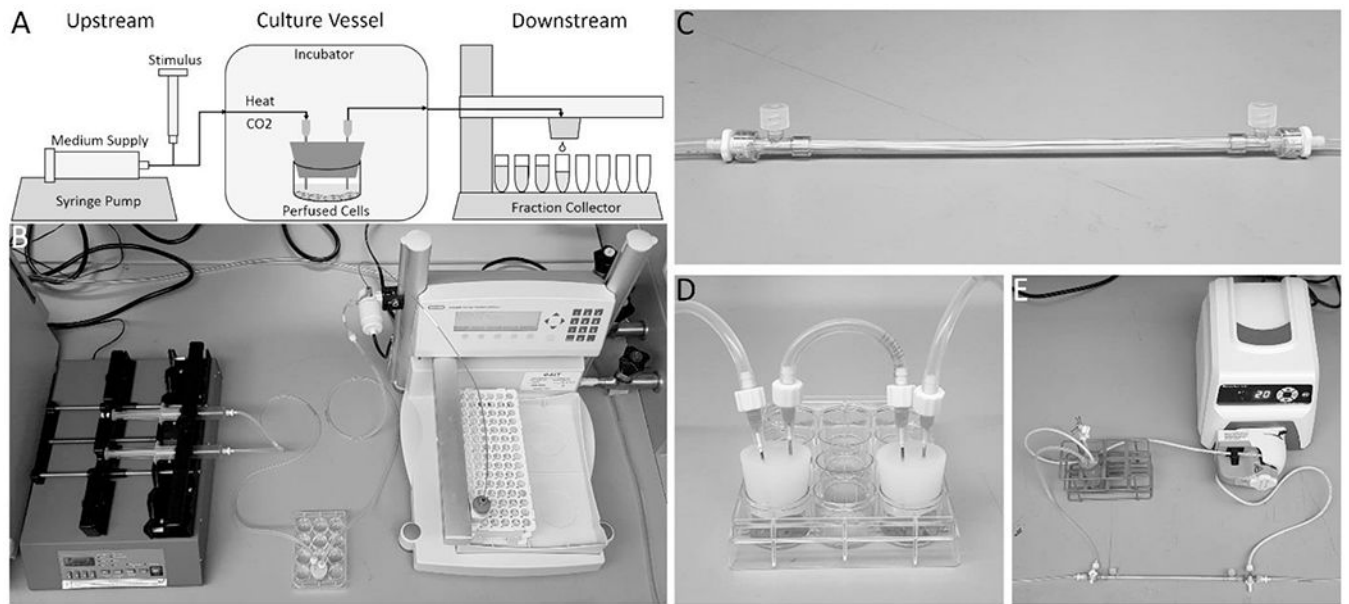 A
Upstream
Culture Vessel
Downstream
Stimulus
Incubator
Heat
CO2
Medium Supply
Syringe Pump
Perfused Cells
Fraction Collector
B
C
D
E
20